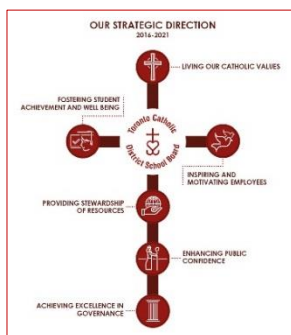 OUR STRATEGIC DIRECTION
2016-2021
LIVING OUR CATHOLIC VALUES
FOSTERING STUDENT
ACHIEVEMENT AND WELL BEING
Toronto Catholic
District School Board
INSPIRING AND
MOTIVATING EMPLOYEES
PROVIDING STEWARDSHIP
OF RESOURCES
ENHANCING PUBLIC
CONFIDENCE
ACHIEVING EXCELLENCE IN
GOVERNANCE